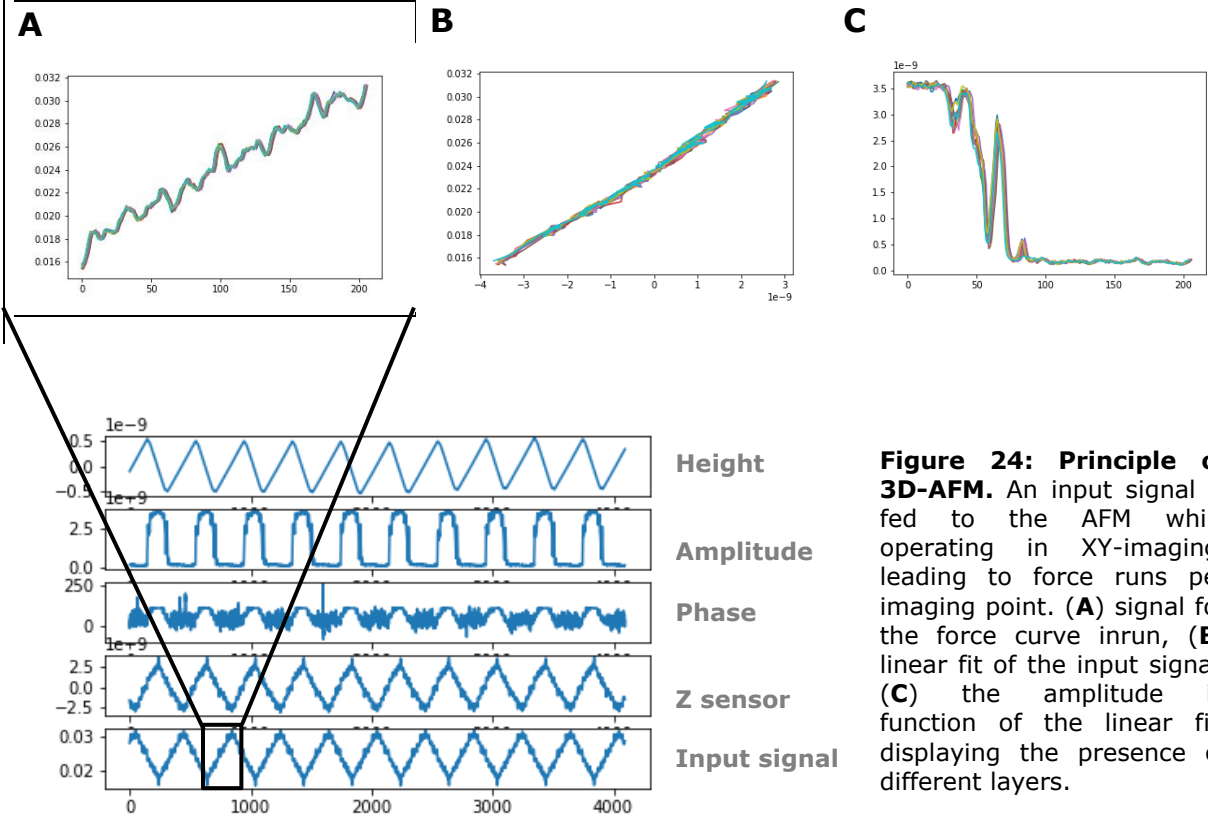 A
B
C
0.032
0.030
0.028
0.026
0.024
0.022
0.020
0.018
0.016
0 50 100 150 200
0.032
0.030
0.028
0.026
0.024
0.022
0.020
0.018
0.016
−4 −3 −2 −1 0 1 2 3
1e−9
1e−9
3.5
3.0
2.5
2.0
1.5
1.0
0.5
0.0
0 50 100 150 200
1e−9
0.5
0.0
−0.5
Height
1e−9
2.5
0.0
Amplitude
250
0
Phase
1e−9
2.5
0.0
−2.5
Z sensor
0.03
0.02
Input signal
0 1000 2000 3000 4000
Figure 24: Principle
3D-AFM. An input signal
fed to the AFM
operating in XY-imaging
leading to force runs
imaging point. (A) signal
the force curve inrun,
linear fit of the input
(C) the amplitude
function of the linear
displaying the presence
different layers.